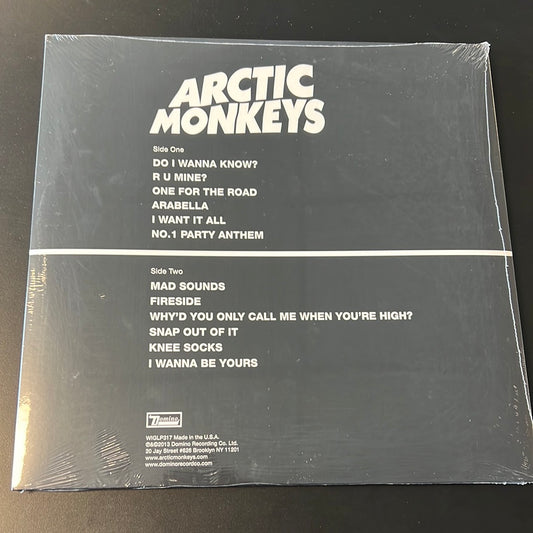 ARCTIC
MONKEYS
Side One
DO I WANNA KNOW?
R U MINE?
ONE FOR THE ROAD
ARABELLA
I WANT IT ALL
NO.1 PARTY ANTHEM
Side Two
MAD SOUNDS
FIRESIDE
WHY'D YOU ONLY CALL ME WHEN YOU'RE HIGH?
SNAP OUT OF IT
KNEE SOCKS
I WANNA BE YOURS
Domino
WIGLP317 Made in the U.S.A.
℗&©2013 Domino Recording Co. Ltd.
20 Jay Street #626 Brooklyn NY 11201
www.arcticmonkeys.com
www.dominorecordco.com